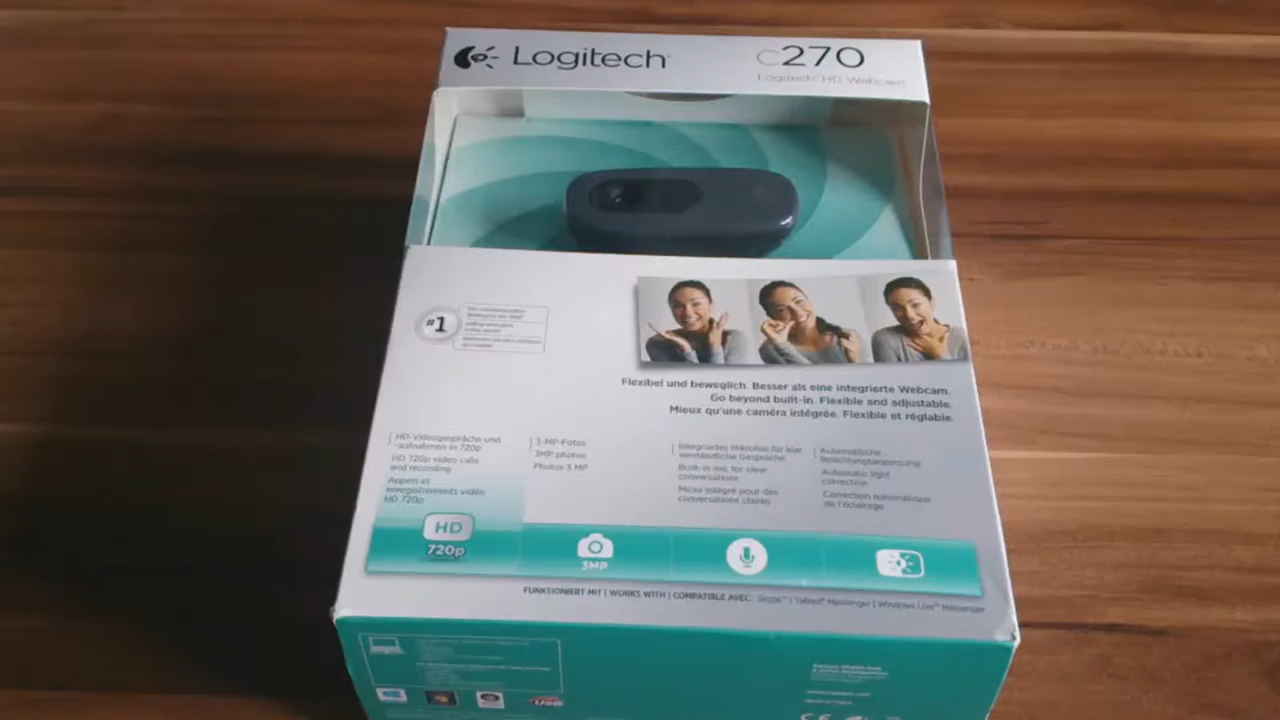 Logitech
C270
Logitech HD Webcam
#1
Flexibel und beweglich. Besser als eine integrierte Webcam.
Go beyond built-in. Flexible and adjustable.
Mieux qu'une caméra intégrée. Flexible et réglable.
HD-Videogespräche und
-aufnahmen in 720p
HD 720p video calls
and recording
Appels et
enregistrements vidéo
HD 720p
3-MP-Fotos
3MP photos
Photos 3 MP
Integriertes Mikrofon für klar
verständliche Gespräche
Built-in mic for clear
conversations
Micro intégré pour des
conversations claires
Automatische
Belichtungsanpassung
Automatic light
correction
Correction automatique
de l'éclairage
HD
720p
3MP
FUNKTIONIERT MIT | WORKS WITH | COMPATIBLE AVEC: Skype™ | Yahoo!® Messenger | Windows Live™ Messenger
USB
CE